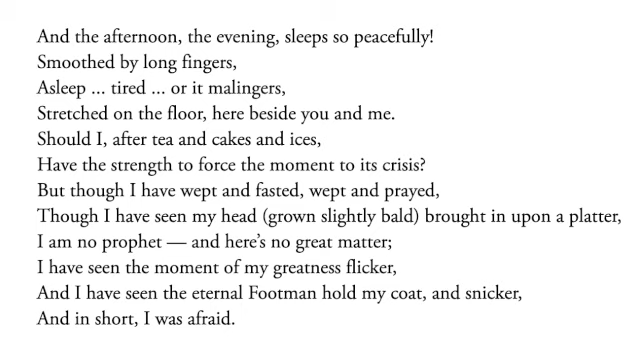 And the afternoon, the evening, sleeps so peacefully!
Smoothed by long fingers,
Asleep ... tired ... or it malingers,
Stretched on the floor, here beside you and me.
Should I, after tea and cakes and ices,
Have the strength to force the moment to its crisis?
But though I have wept and fasted, wept and prayed,
Though I have seen my head (grown slightly bald) brought in upon a platter,
I am no prophet — and here’s no great matter;
I have seen the moment of my greatness flicker,
And I have seen the eternal Footman hold my coat, and snicker,
And in short, I was afraid.